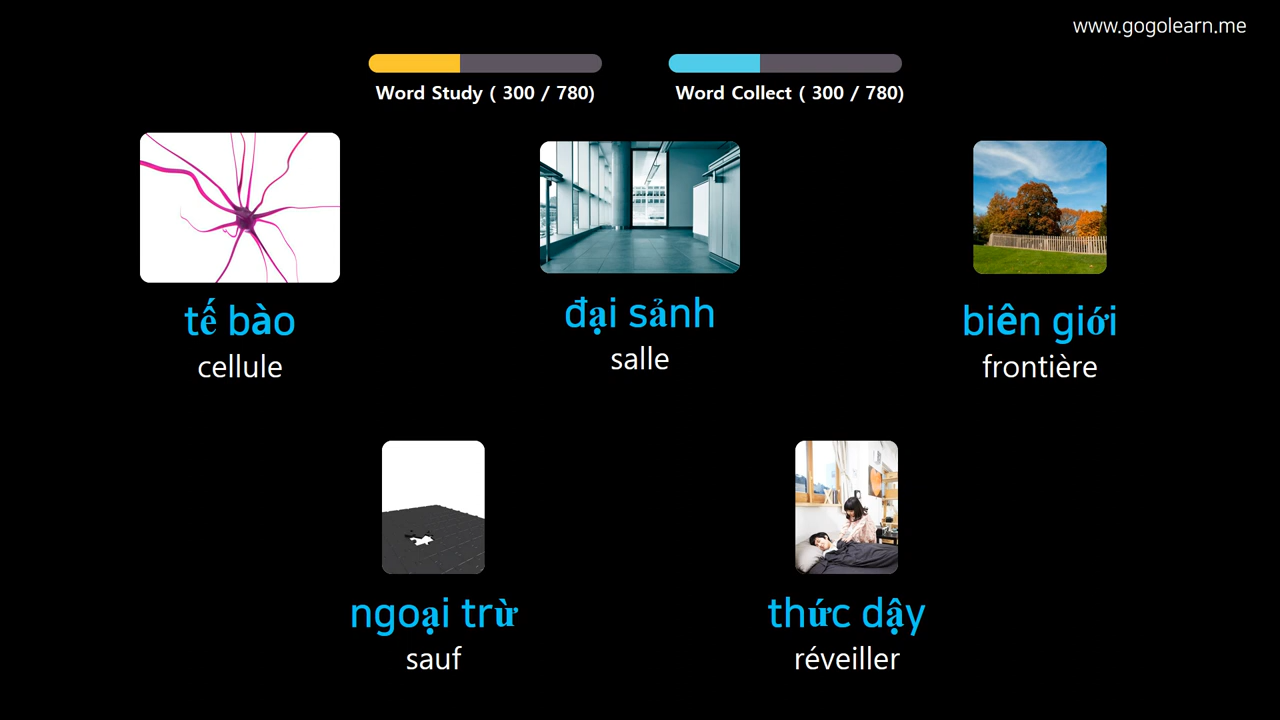 www.gogolearn.me
Word Study ( 300 / 780)
Word Collect ( 300 / 780)
tế bào
cellule
đại sảnh
salle
biên giới
frontière
ngoại trừ
sauf
thức dậy
réveiller